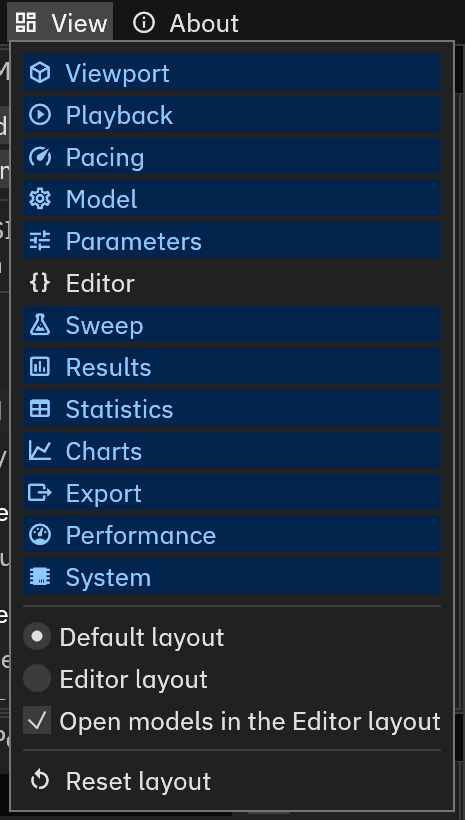 View About
Viewport
Playback
Pacing
Model
Parameters
Editor
Sweep
Results
Statistics
Charts
Export
Performance
System
Default layout
Editor layout
Open models in the Editor layout
Reset layout